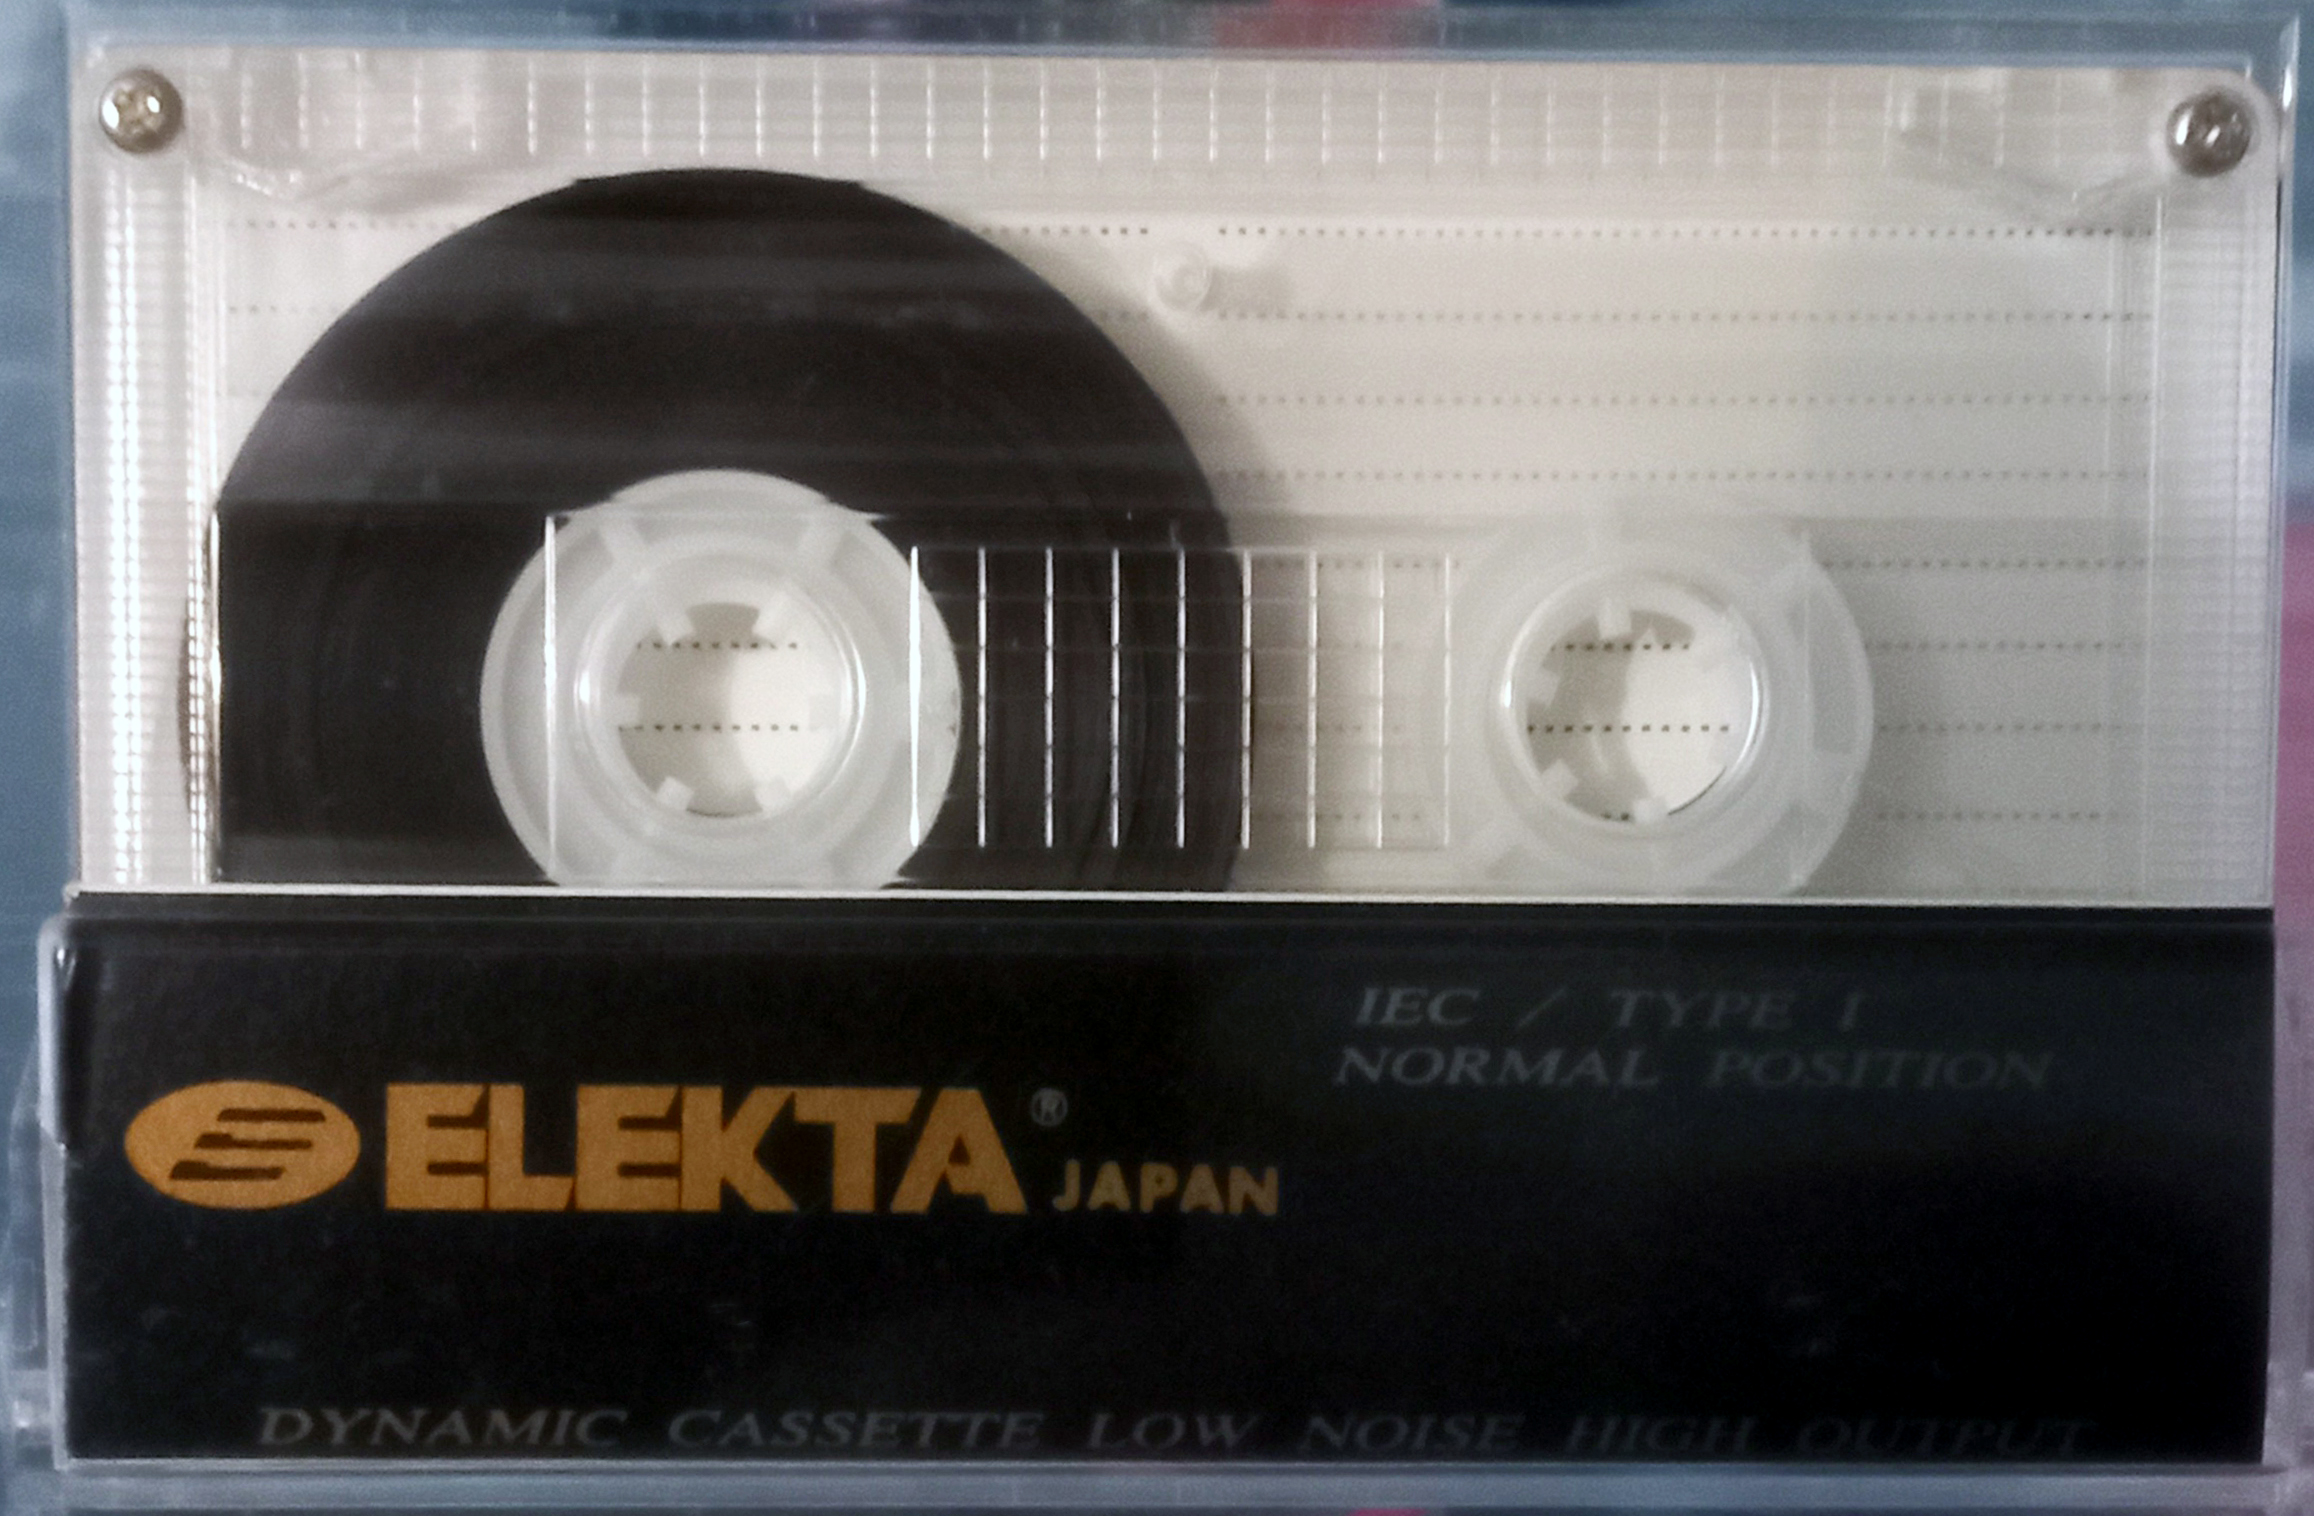 IEC / TYPE I
NORMAL POSITION
ELEKTA® JAPAN
DYNAMIC CASSETTE LOW NOISE HIGH OUTPUT